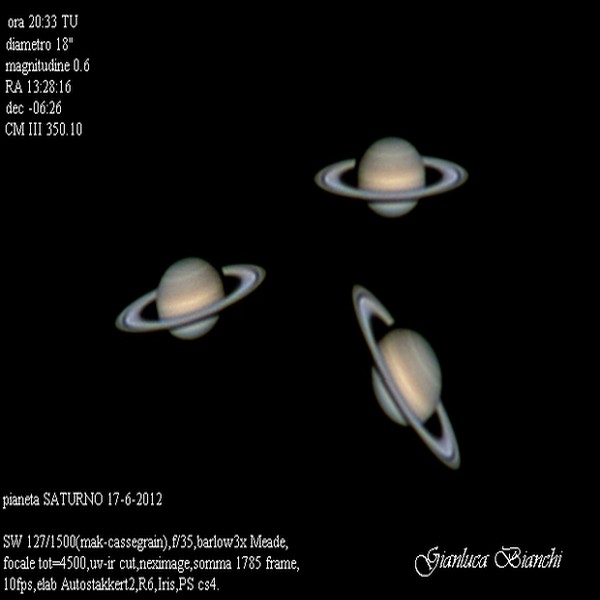 ora 20:33 TU
diametro 18"
magnitudine 0.6
RA 13:28:16
dec -06:26
CM III 350.10
pianeta SATURNO 17-6-2012
SW 127/1500(mak-cassegrain),f/35,barlow3x Meade,
focale tot=4500,uv-ir cut,neximage,somma 1785 frame,
10fps,elab Autostakkert2,R6,Iris,PS cs4.
Gianluca Bianchi